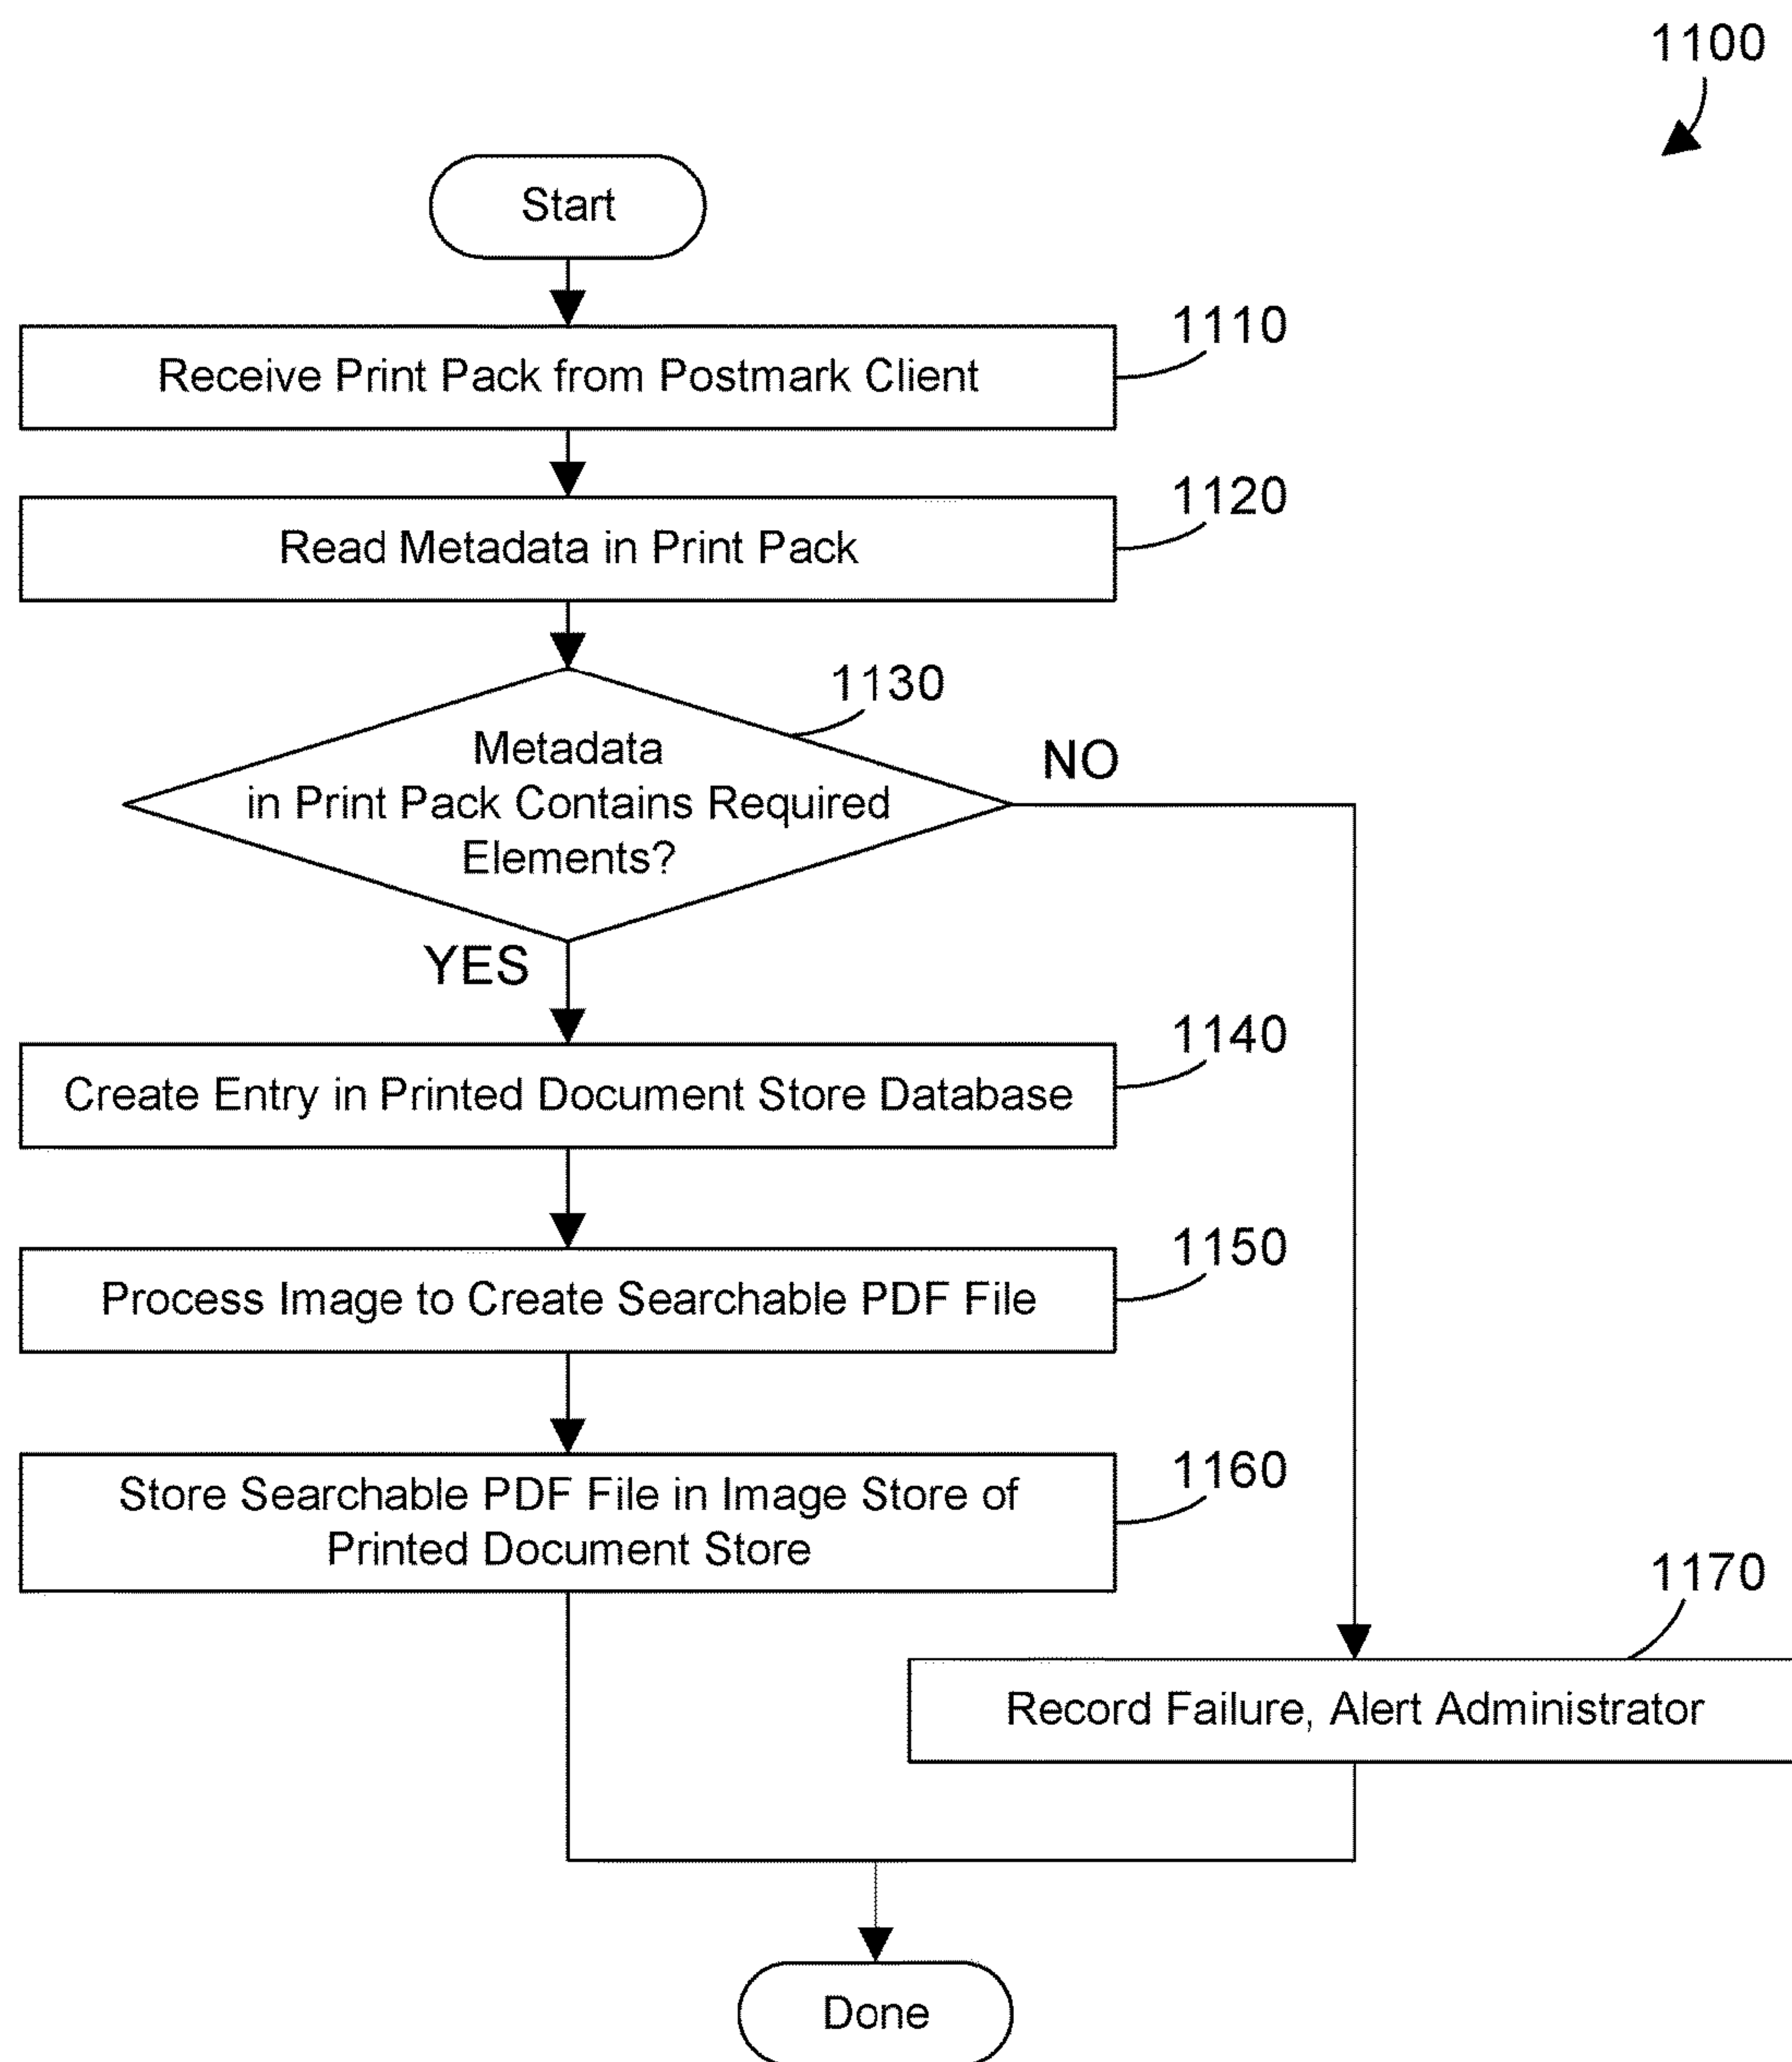 1100
Start
1110
Receive Print Pack from Postmark Client
1120
Read Metadata in Print Pack
1130
Metadata
in Print Pack Contains Required
Elements?
NO
YES
1140
Create Entry in Printed Document Store Database
1150
Process Image to Create Searchable PDF File
1160
Store Searchable PDF File in Image Store of
Printed Document Store
1170
Record Failure, Alert Administrator
Done